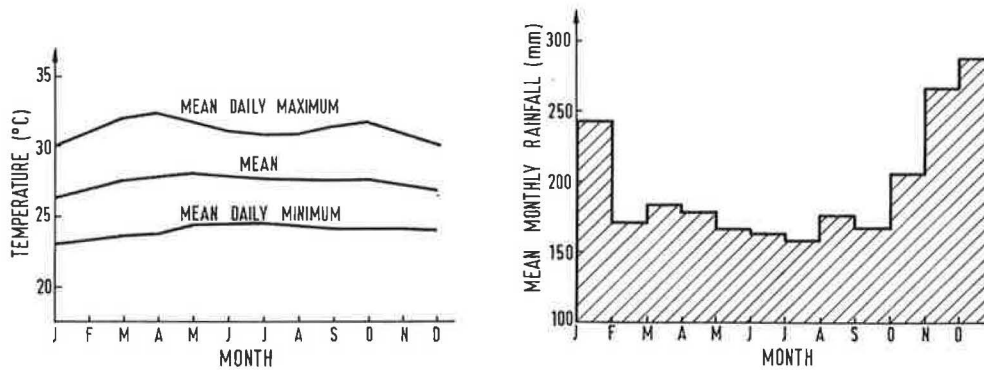 TEMPERATURE (°C)
35
30
25
20
MEAN DAILY MAXIMUM
MEAN
MEAN DAILY MINIMUM
J F M A M J J A S O N D
MONTH
MEAN MONTHLY RAINFALL (mm)
300
250
200
150
100
J F M A M J J A S O N D
MONTH